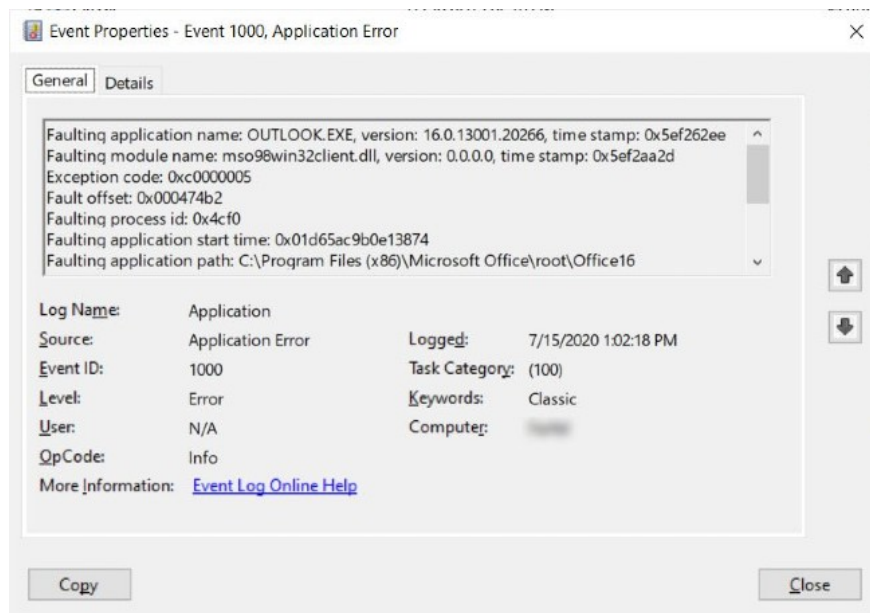 Event Properties - Event 1000, Application Error
General Details
Faulting application name: OUTLOOK.EXE, version: 16.0.13001.20266, time stamp: 0x5ef262ee
Faulting module name: mso98win32client.dll, version: 0.0.0.0, time stamp: 0x5ef2aa2d
Exception code: 0xc0000005
Fault offset: 0x000474b2
Faulting process id: 0x4cf0
Faulting application start time: 0x01d65ac9b0e13874
Faulting application path: C:\Program Files (x86)\Microsoft Office\root\Office16
Log Name: Application
Source: Application Error Logged: 7/15/2020 1:02:18 PM
Event ID: 1000 Task Category: (100)
Level: Error Keywords: Classic
User: N/A Computer:
OpCode: Info
More Information: Event Log Online Help
Copy Close